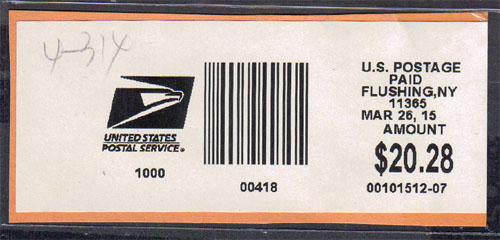 4-314
UNITED STATES
POSTAL SERVICE®
1000
00418
U.S. POSTAGE
PAID
FLUSHING,NY
11365
MAR 26, 15
AMOUNT
$20.28
00101512-07